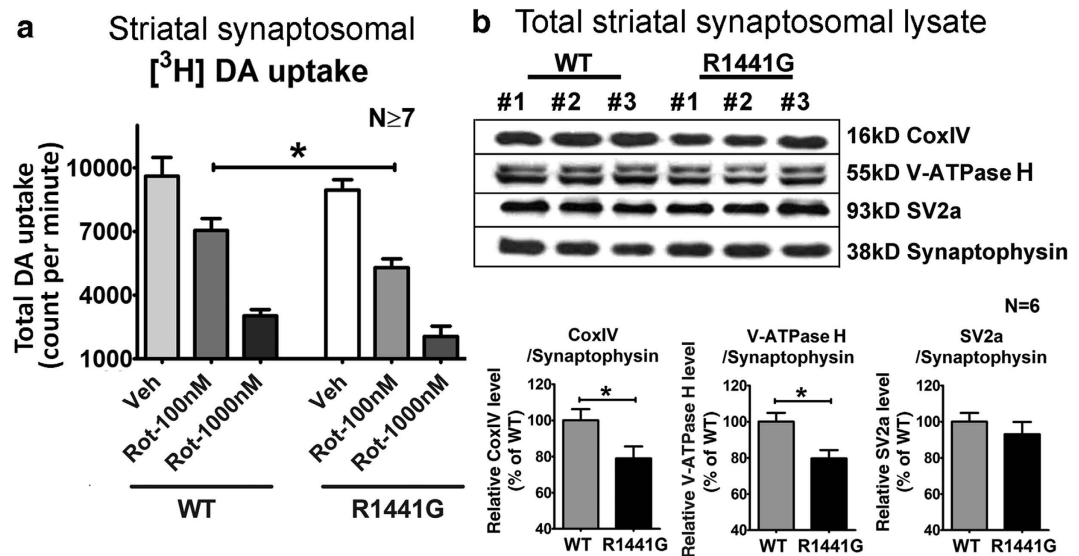 a
Striatal synaptosomal
[³H] DA uptake
N≥7
*
Total DA uptake
(count per minute)
10000
7000
4000
1000
Veh
Rot-100nM
Rot-1000nM
Veh
Rot-100nM
Rot-1000nM
WT
R1441G
b Total striatal synaptosomal lysate
WT R1441G
#1 #2 #3 #1 #2 #3
16kD CoxIV
55kD V-ATPase H
93kD SV2a
38kD Synaptophysin
N=6
CoxIV
/Synaptophysin
Relative CoxIV level
(% of WT)
120
100
80
60
40
*
WT R1441G
V-ATPase H
/Synaptophysin
Relative V-ATPase H level
(% of WT)
120
100
80
60
40
*
WT R1441G
SV2a
/Synaptophysin
Relative SV2a level
(% of WT)
120
100
80
60
40
WT R1441G